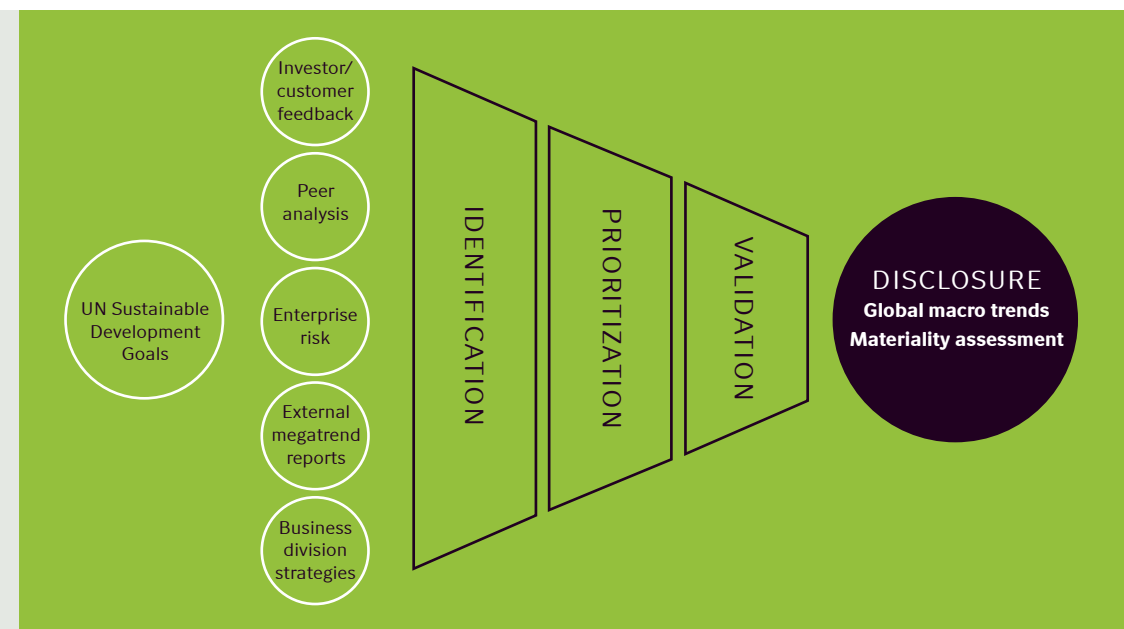 UN Sustainable
Development
Goals
Investor/
customer
feedback
Peer
analysis
Enterprise
risk
External
megatrend
reports
Business
division
strategies
IDENTIFICATION
PRIORITIZATION
VALIDATION
DISCLOSURE
Global macro trends
Materiality assessment